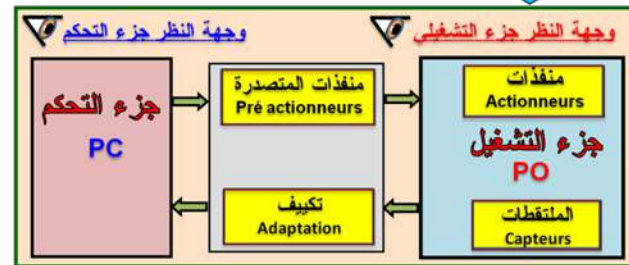 وجهة النظر جزء التشغيلي
وجهة النظر جزء التحكم
منفذات
Actionneurs
جزء التشغيل
PO
الملتقطات
Capteurs
منفذات المتصدرة
Pré actionneurs
تكييف
Adaptation
جزء التحكم
PC